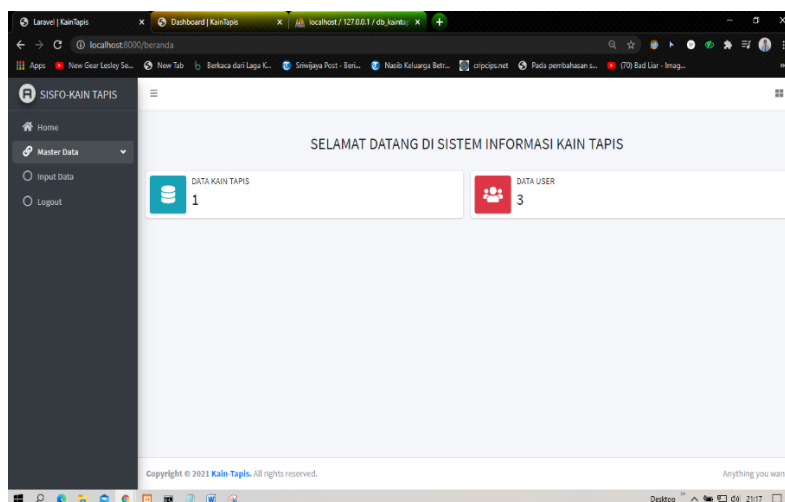 Laravel | KainTapis
Dashboard | KainTapis
localhost / 127.0.0.1 / db_kaintap
localhost:8000/beranda
Apps
New Gear Lesley Se...
New Tab
Berkaca dari Laga K...
Sriwijaya Post - Beri...
Nasib Keluarga Betr...
cripcips.net
Pada pembahasan s...
(70) Bad Liar - Imag...
SISFO-KAIN TAPIS
Home
Master Data
Input Data
Logout
SELAMAT DATANG DI SISTEM INFORMASI KAIN TAPIS
DATA KAIN TAPIS
1
DATA USER
3
Copyright © 2021 Kain-Tapis. All rights reserved.
Anything you wan
Desktop
21:17